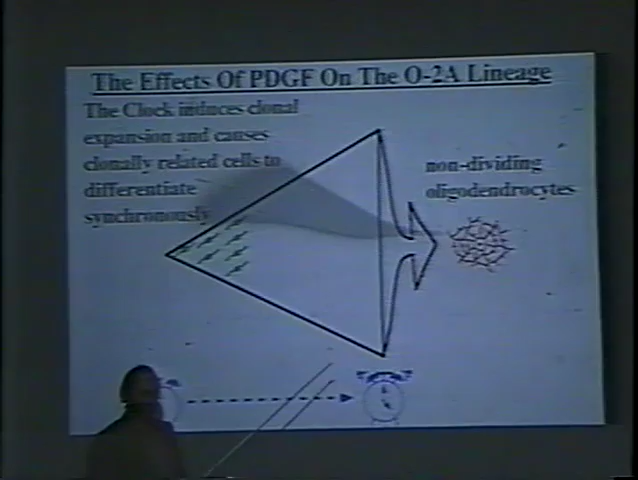 The Effects Of PDGF On The O-2A Lineage
The Clock induces clonal
expansion and causes
clonally related cells to
differentiate
synchronously
non-dividing
oligodendrocytes